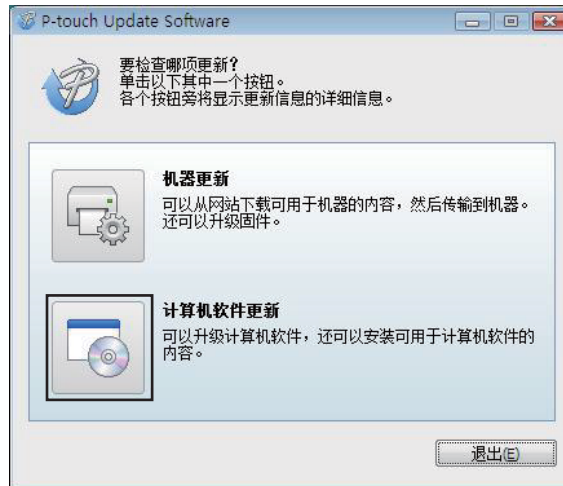 P-touch Update Software
要检查哪项更新?
单击以下其中一个按钮。
各个按钮旁将显示更新信息的详细信息。
机器更新
可以从网站下载可用于机器的内容，然后传输到机器。
还可以升级固件。
计算机软件更新
可以升级计算机软件，还可以安装可用于计算机软件的
内容。
退出(E)